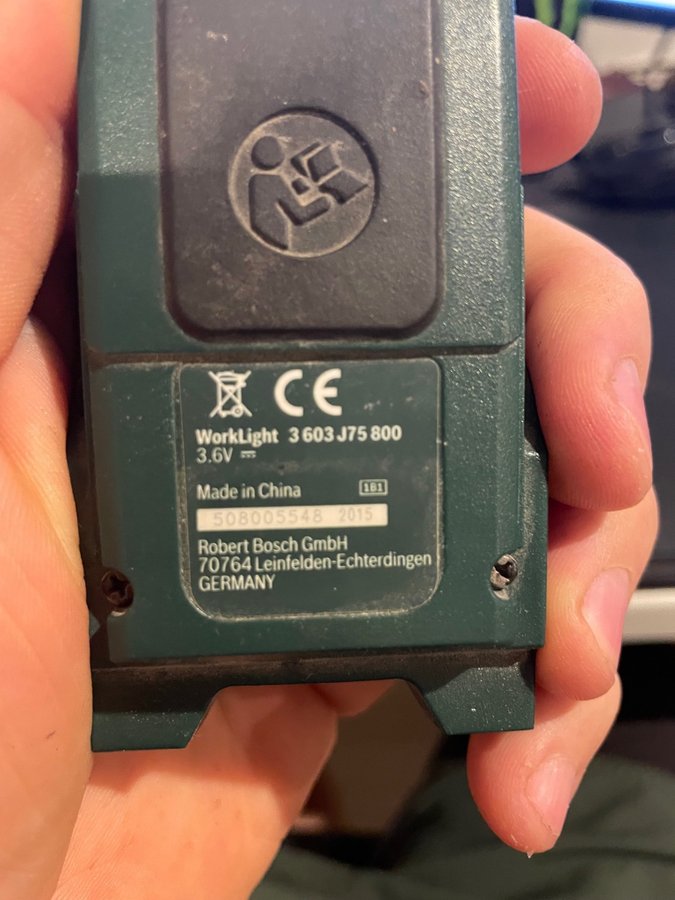 CE
WorkLight 3 603 J75 800
3.6V ⎓
Made in China 1B1
508005548 2015
Robert Bosch GmbH
70764 Leinfelden-Echterdingen
GERMANY